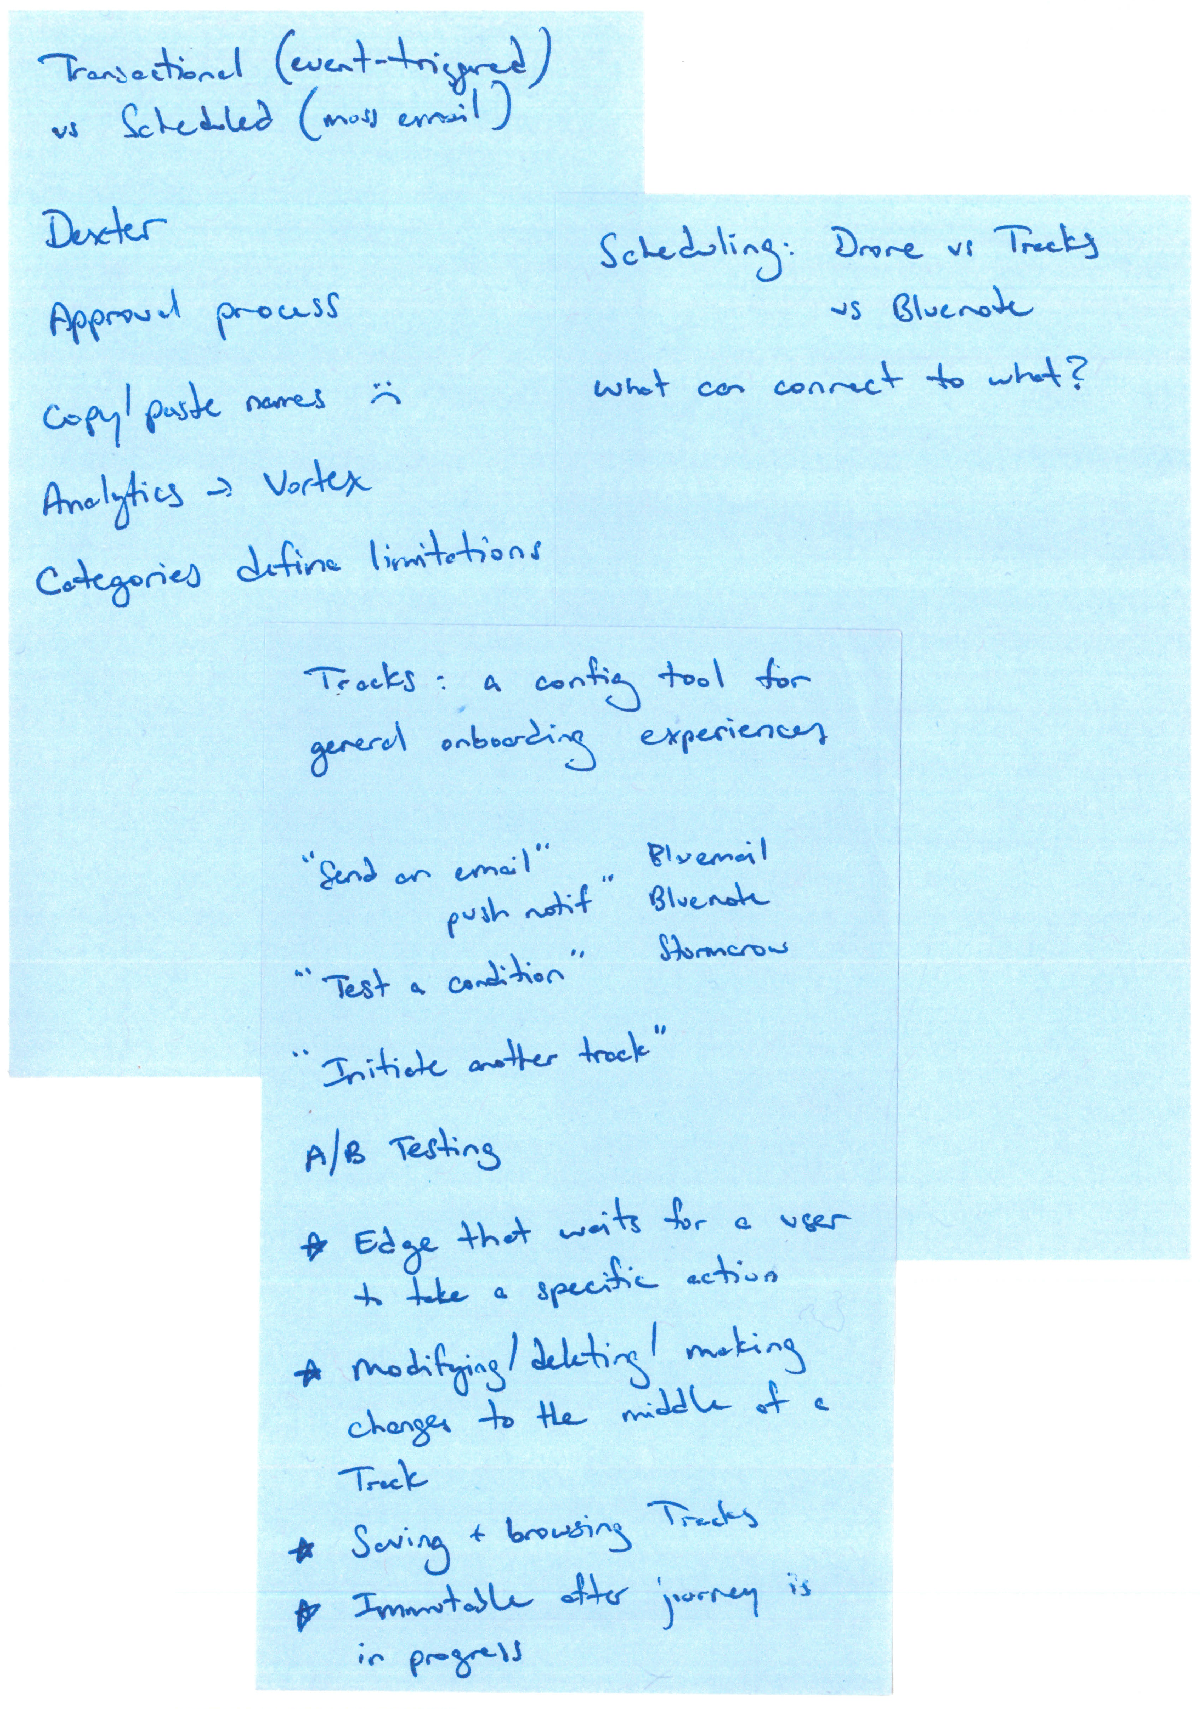 Transactional (event-triggered)
vs Scheduled (mass email)
Dexter
Approval process
Copy/paste names :(
Analytics → Vortex
Categories define limitations
Scheduling: Drone vs Tracks
vs Bluenote
what can connect to what?
Tracks: a config tool for
general onboarding experiences
"Send an email" Bluemail
push notif" Bluenote
Stormcrow
"Test a condition"
"Initiate another track"
A/B Testing
☆ Edge that waits for a user
to take a specific action
☆ Modifying/deleting/making
changes to the middle of a
Track
☆ Saving + browsing Tracks
☆ Immutable after journey is
in progress